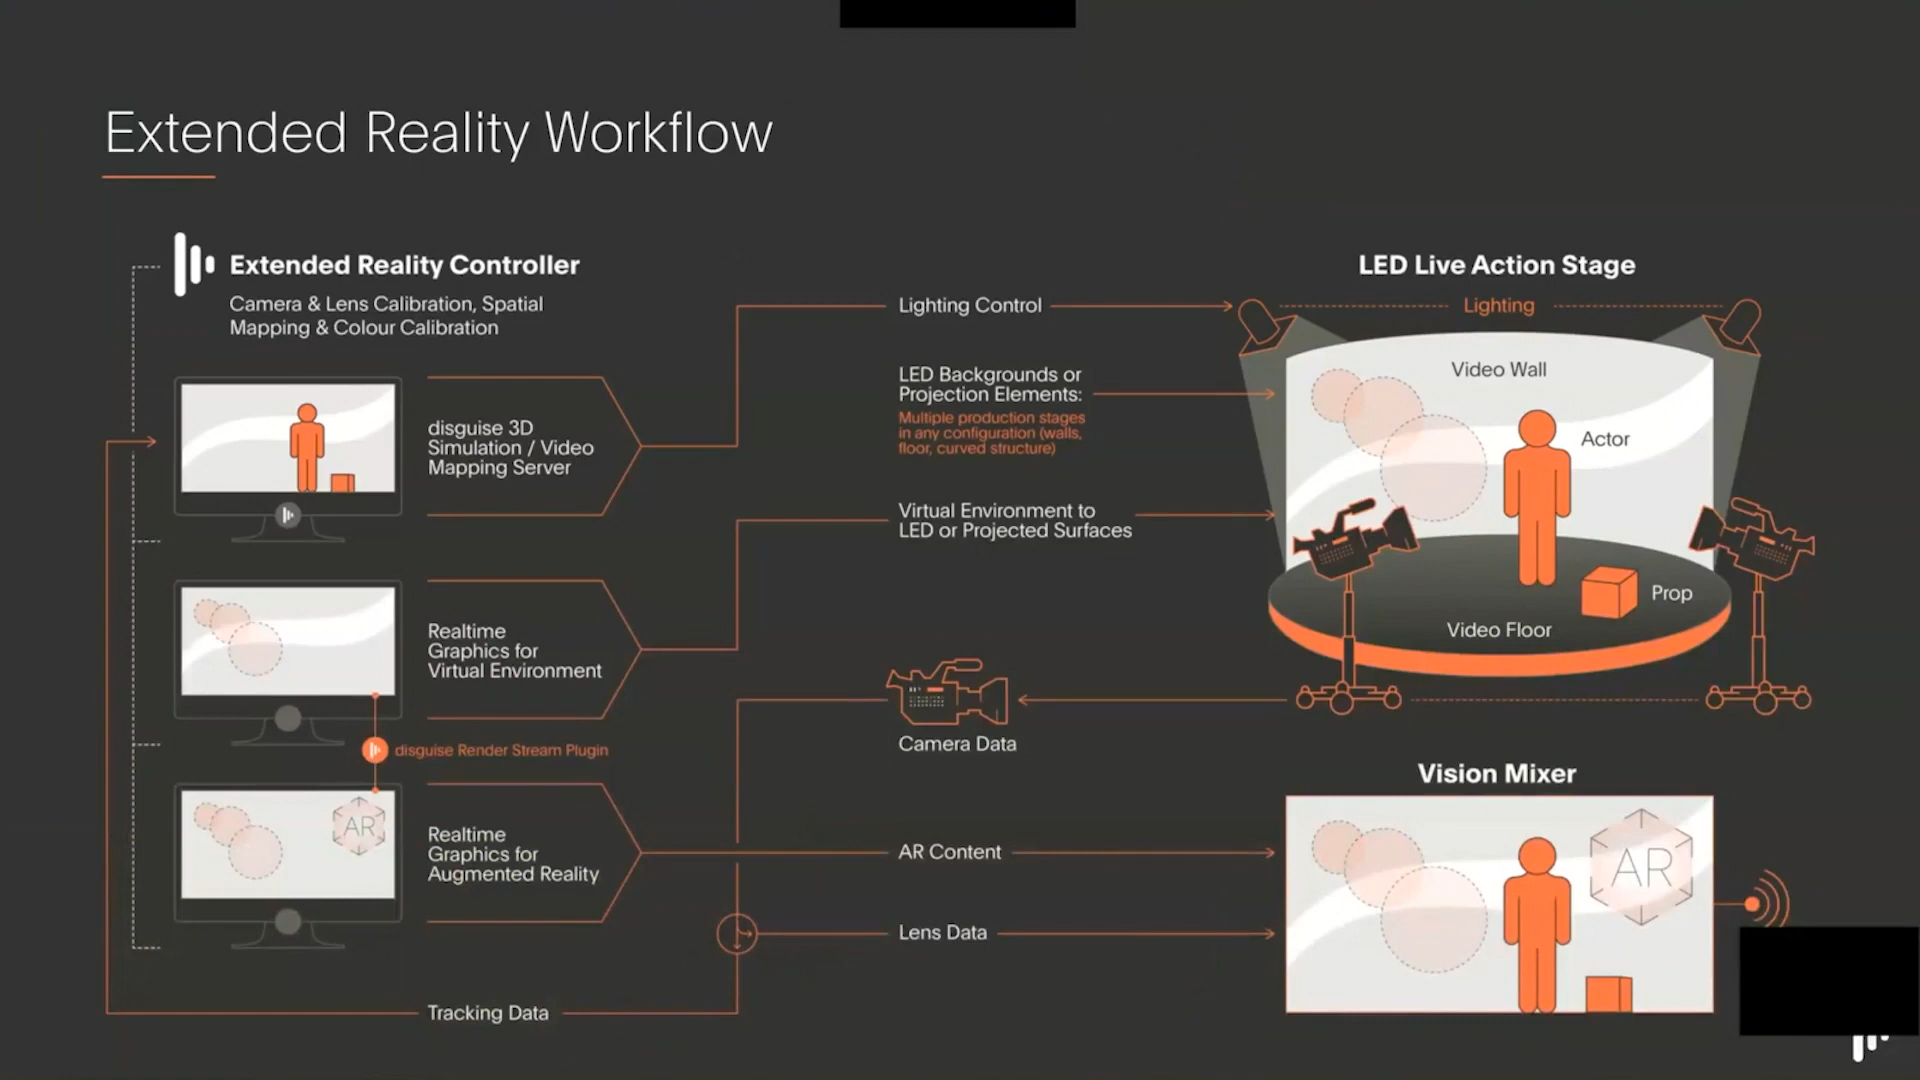 Extended Reality Workflow
Extended Reality Controller
Camera & Lens Calibration, Spatial
Mapping & Colour Calibration
disguise 3D
Simulation / Video
Mapping Server
Realtime
Graphics for
Virtual Environment
disguise Render Stream Plugin
AR
Realtime
Graphics for
Augmented Reality
Tracking Data
Lighting Control
LED Backgrounds or
Projection Elements:
Multiple production stages
in any configuration (walls,
floor, curved structure)
Virtual Environment to
LED or Projected Surfaces
Camera Data
AR Content
Lens Data
LED Live Action Stage
Lighting
Video Wall
Actor
Prop
Video Floor
Vision Mixer
AR